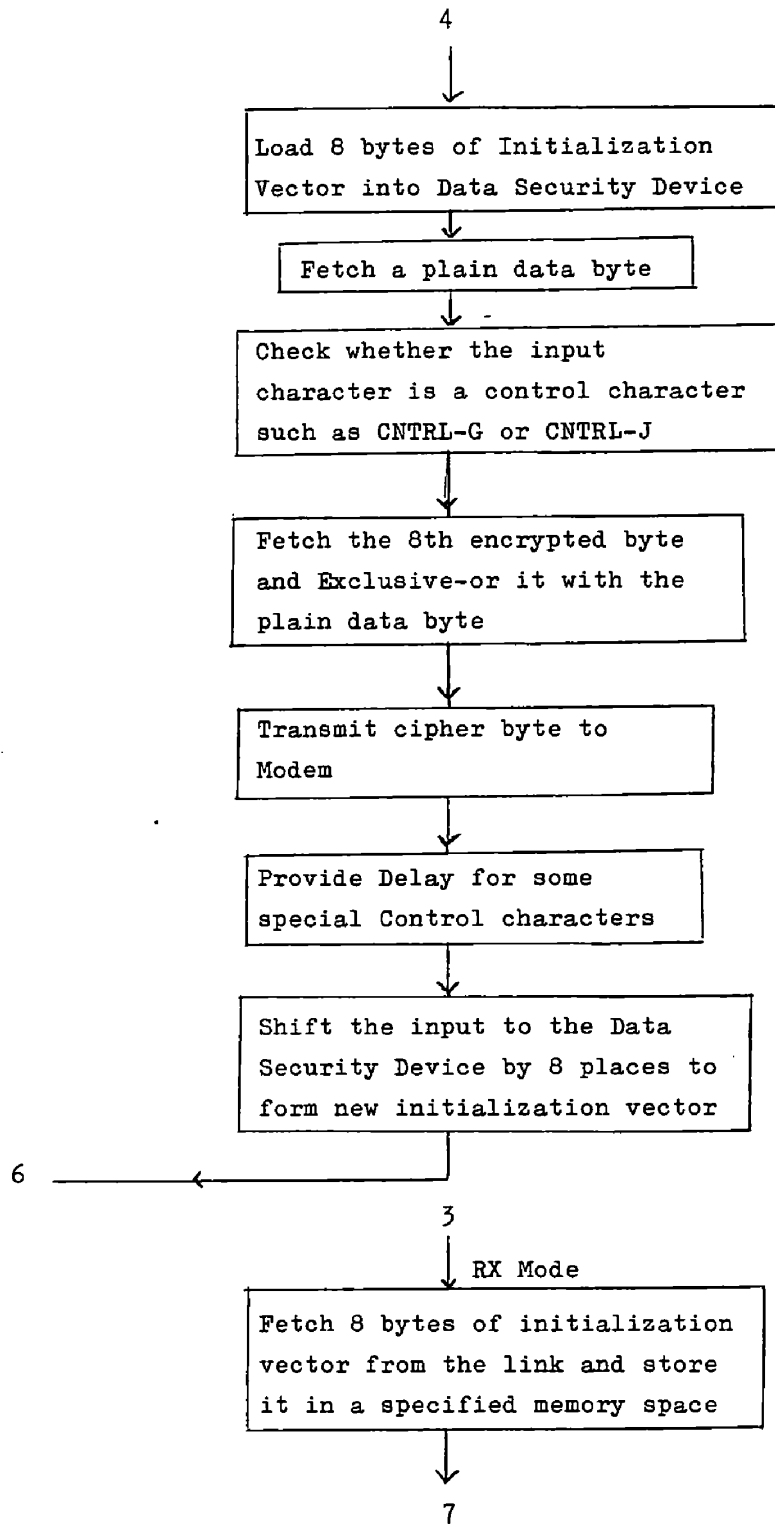 4
Load 8 bytes of Initialization
Vector into Data Security Device
Fetch a plain data byte
Check whether the input
character is a control character
such as CNTRL-G or CNTRL-J
Fetch the 8th encrypted byte
and Exclusive-or it with the
plain data byte
Transmit cipher byte to
Modem
Provide Delay for some
special Control characters
Shift the input to the Data
Security Device by 8 places to
form new initialization vector
6
3
RX Mode
Fetch 8 bytes of initialization
vector from the link and store
it in a specified memory space
7